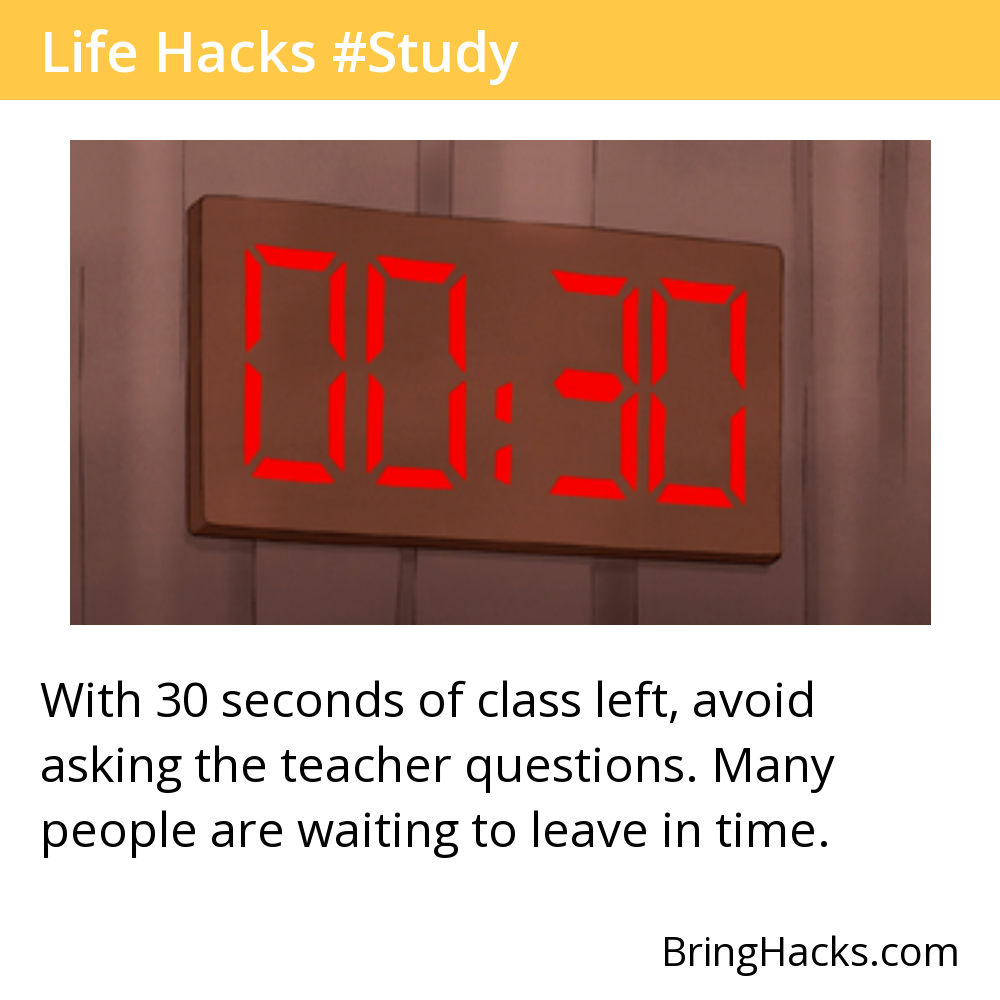 Life Hacks #Study
00:30
With 30 seconds of class left, avoid
asking the teacher questions. Many
people are waiting to leave in time.
BringHacks.com